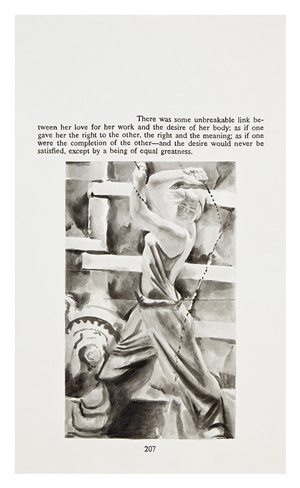 There was some unbreakable link be-
tween her love for her work and the desire of her body; as if one
gave her the right to the other, the right and the meaning; as if one
were the completion of the other—and the desire would never be
satisfied, except by a being of equal greatness.
207